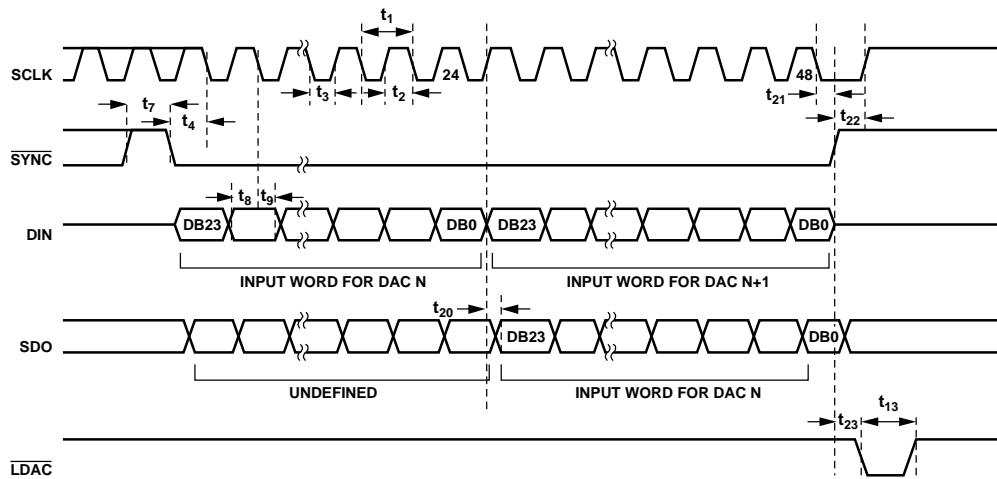 t1
SCLK
24
48
t3
t2
t21
t7
t4
t22
SYNC
t8
t9
DIN
DB23
DB0
DB23
DB0
INPUT WORD FOR DAC N
INPUT WORD FOR DAC N+1
t20
SDO
DB23
DB0
UNDEFINED
INPUT WORD FOR DAC N
t23
t13
LDAC